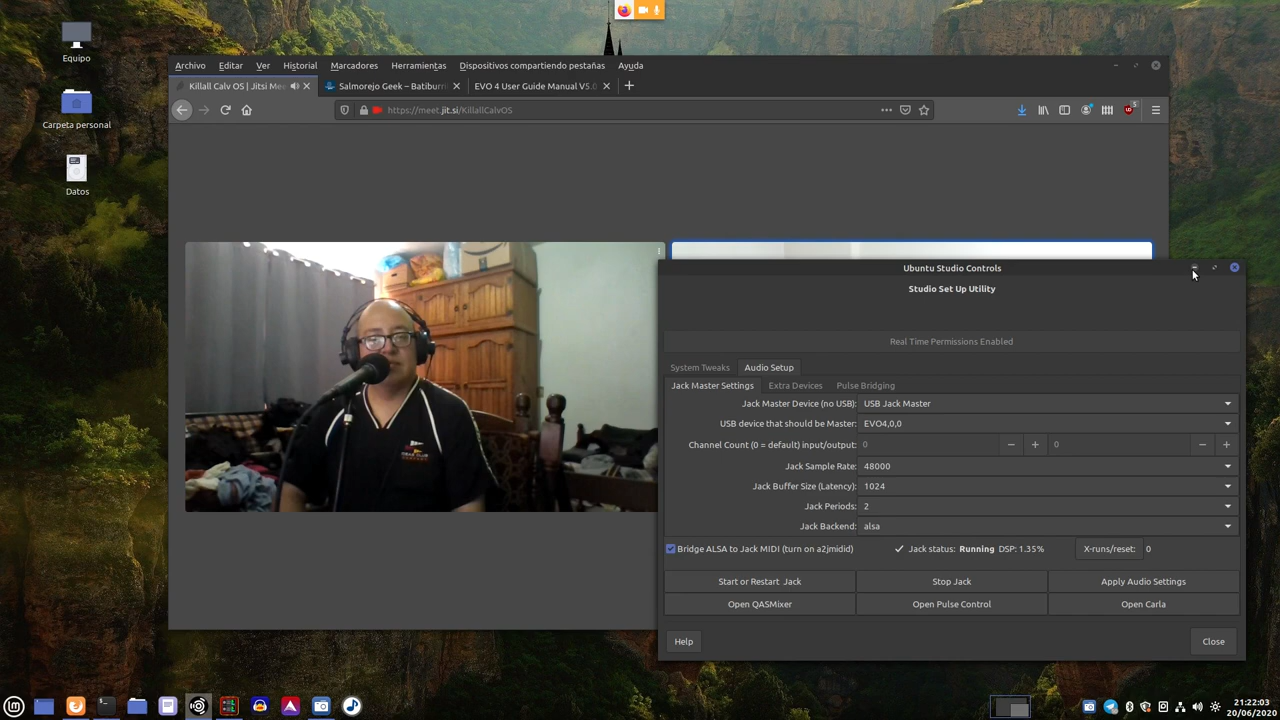 Equipo
Carpeta personal
Datos
Archivo Editar Ver Historial Marcadores Herramientas Dispositivos compartiendo pestañas Ayuda
Killall Calv OS | Jitsi Me
Salmorejo Geek – Batiburr
EVO 4 User Guide Manual V5.0
https://meet.jit.si/KillallCalvOS
5
Ubuntu Studio Controls
Studio Set Up Utility
Real Time Permissions Enabled
System Tweaks Audio Setup
Jack Master Settings Extra Devices Pulse Bridging
Jack Master Device (no USB): USB Jack Master
USB device that should be Master: EVO4,0,0
Channel Count (0 = default) input/output: 0 0
Jack Sample Rate: 48000
Jack Buffer Size (Latency): 1024
Jack Periods: 2
Jack Backend: alsa
Bridge ALSA to Jack MIDI (turn on a2jmidid) Jack status: Running DSP: 1.35% X-runs/reset: 0
Start or Restart Jack Stop Jack Apply Audio Settings
Open QASMixer Open Pulse Control Open Carla
Help Close
21:22:03
20/06/2020